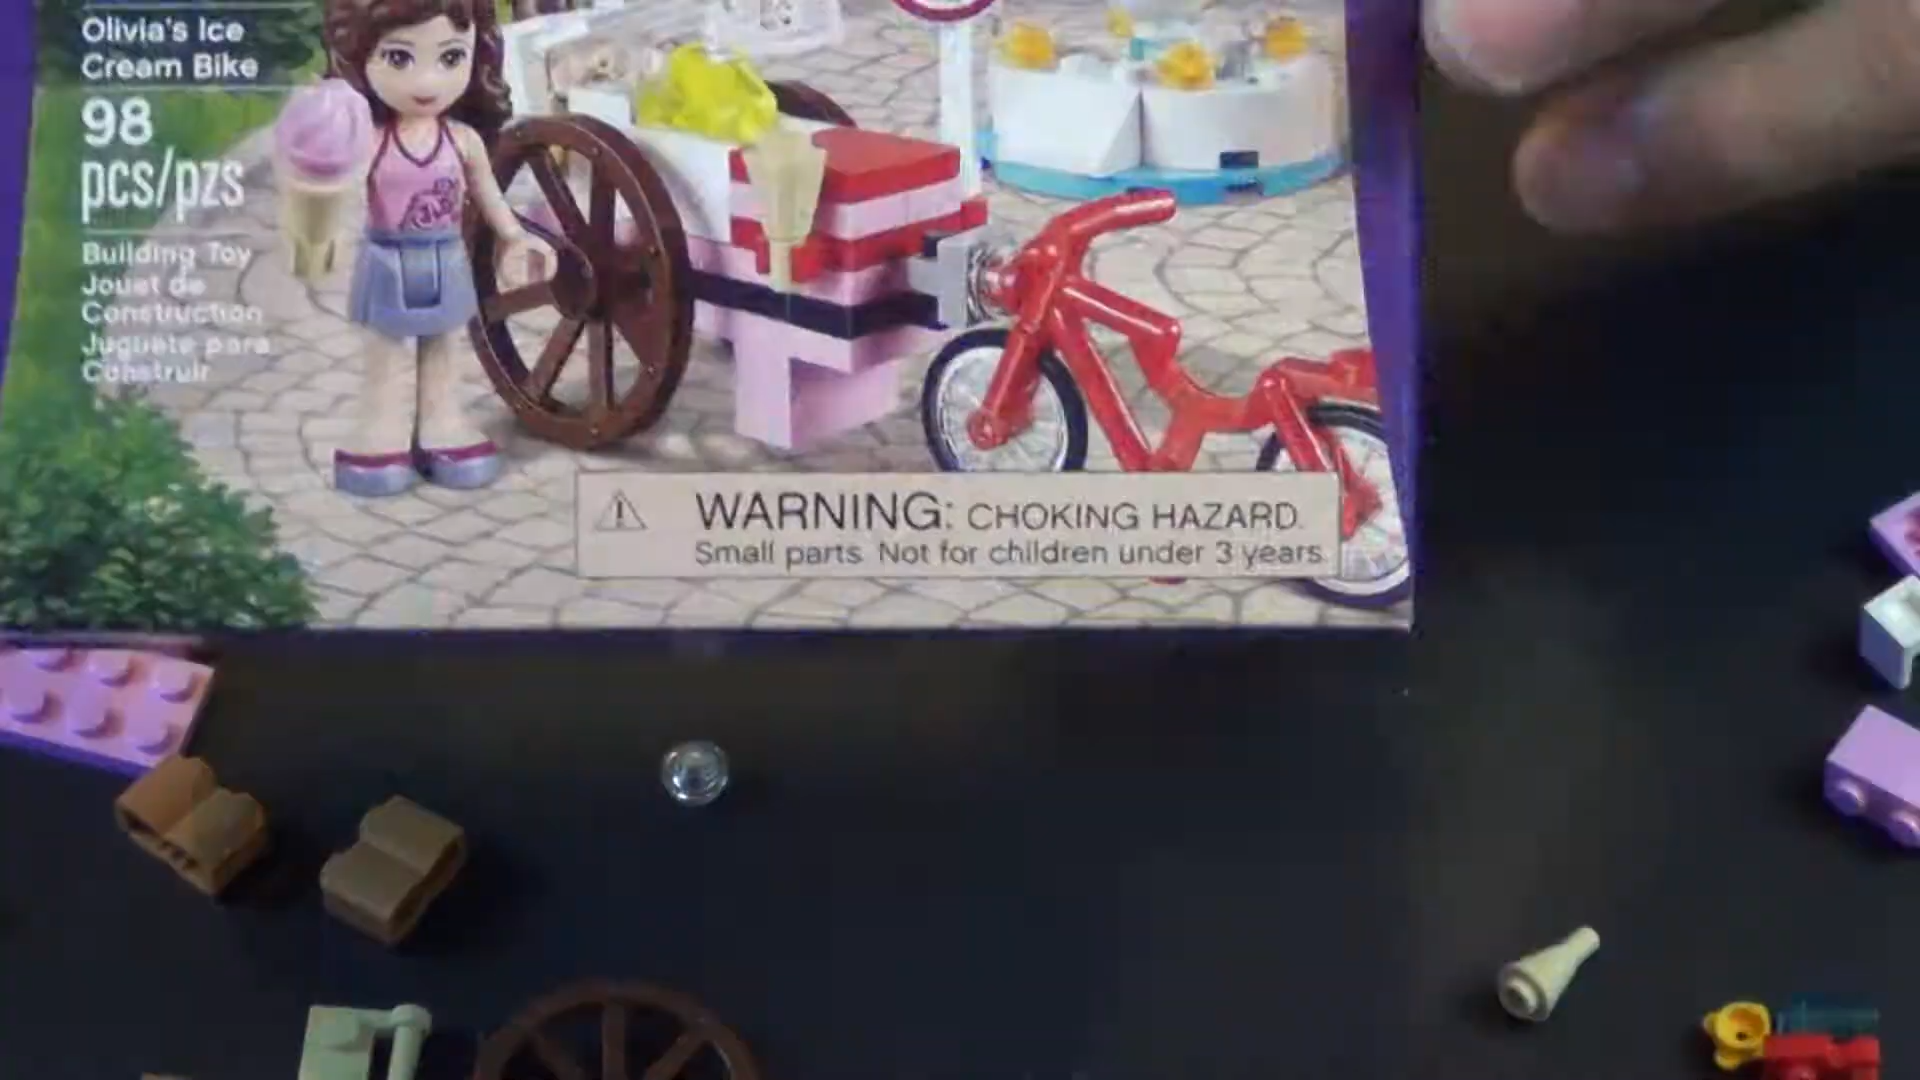 Olivia's Ice
Cream Bike
98
pcs/pzs
Building Toy
Jouet de
Construction
Juguete para
Construir
WARNING: CHOKING HAZARD.
Small parts. Not for children under 3 years.